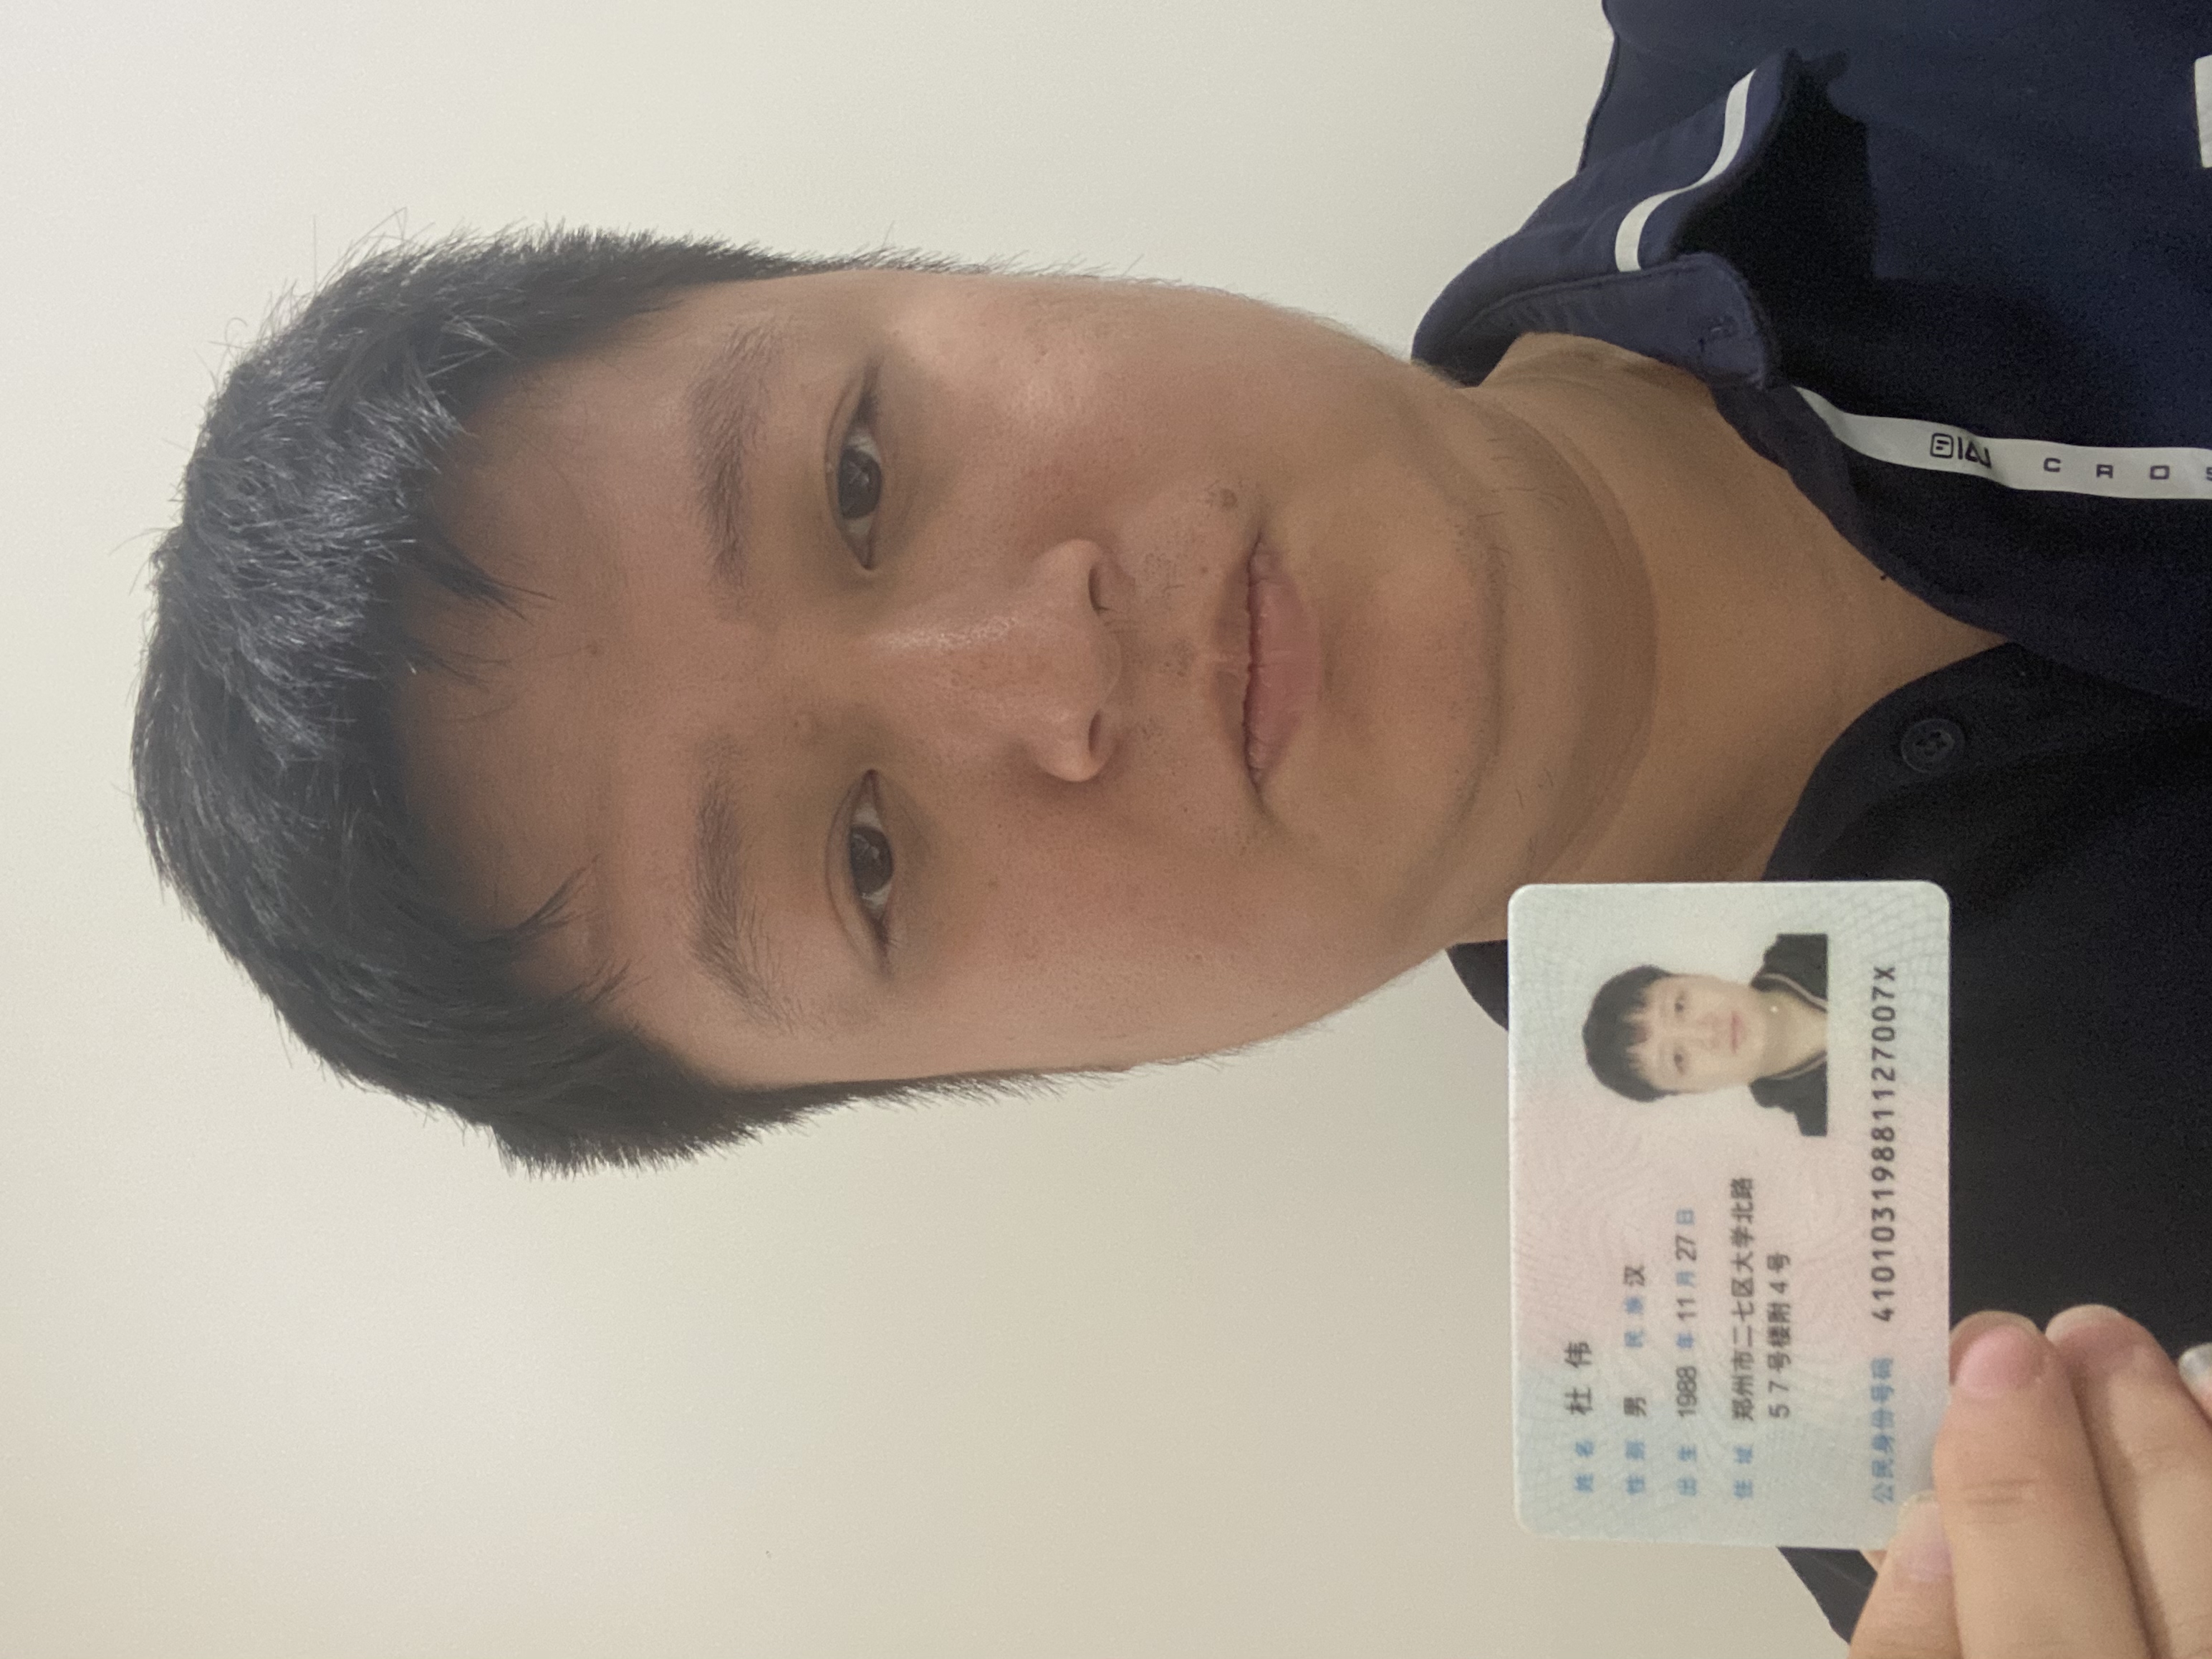 姓名 杜伟
性别 男 民族 汉
出生 1988 年 11 月 27 日
住址 郑州市二七区大学北路
57号楼附4号
公民身份号码 41010319881127007X